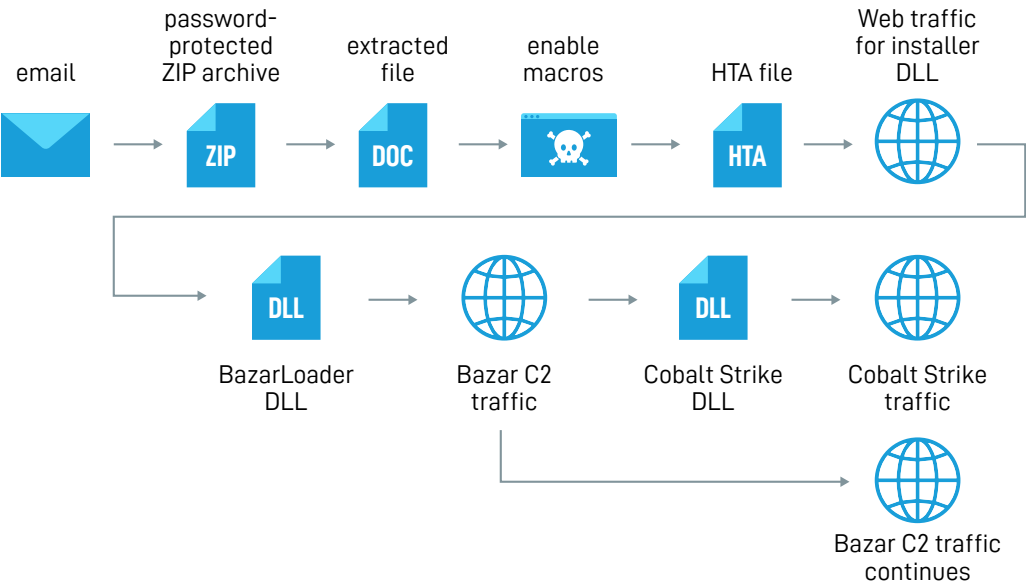 email
password-
protected
ZIP archive
extracted
file
enable
macros
HTA file
Web traffic
for installer
DLL
ZIP
DOC
HTA
DLL
DLL
BazarLoader
DLL
Bazar C2
traffic
Cobalt Strike
DLL
Cobalt Strike
traffic
Bazar C2 traffic
continues